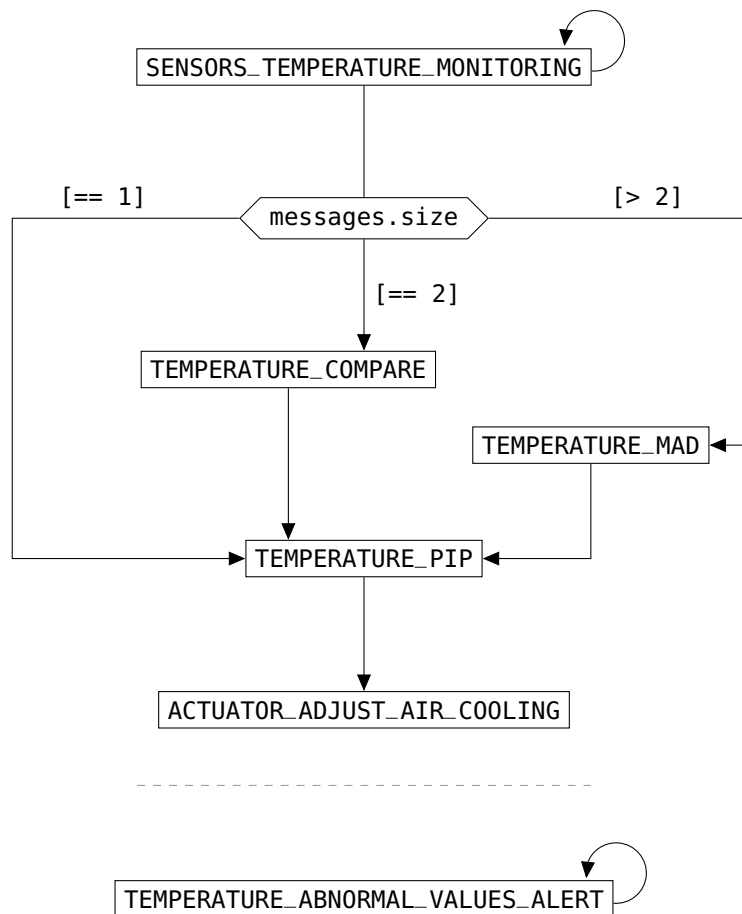 SENSORS_TEMPERATURE_MONITORING
[== 1]
messages.size
[> 2]
[== 2]
TEMPERATURE_COMPARE
TEMPERATURE_MAD
TEMPERATURE_PIP
ACTUATOR_ADJUST_AIR_COOLING
TEMPERATURE_ABNORMAL_VALUES_ALERT